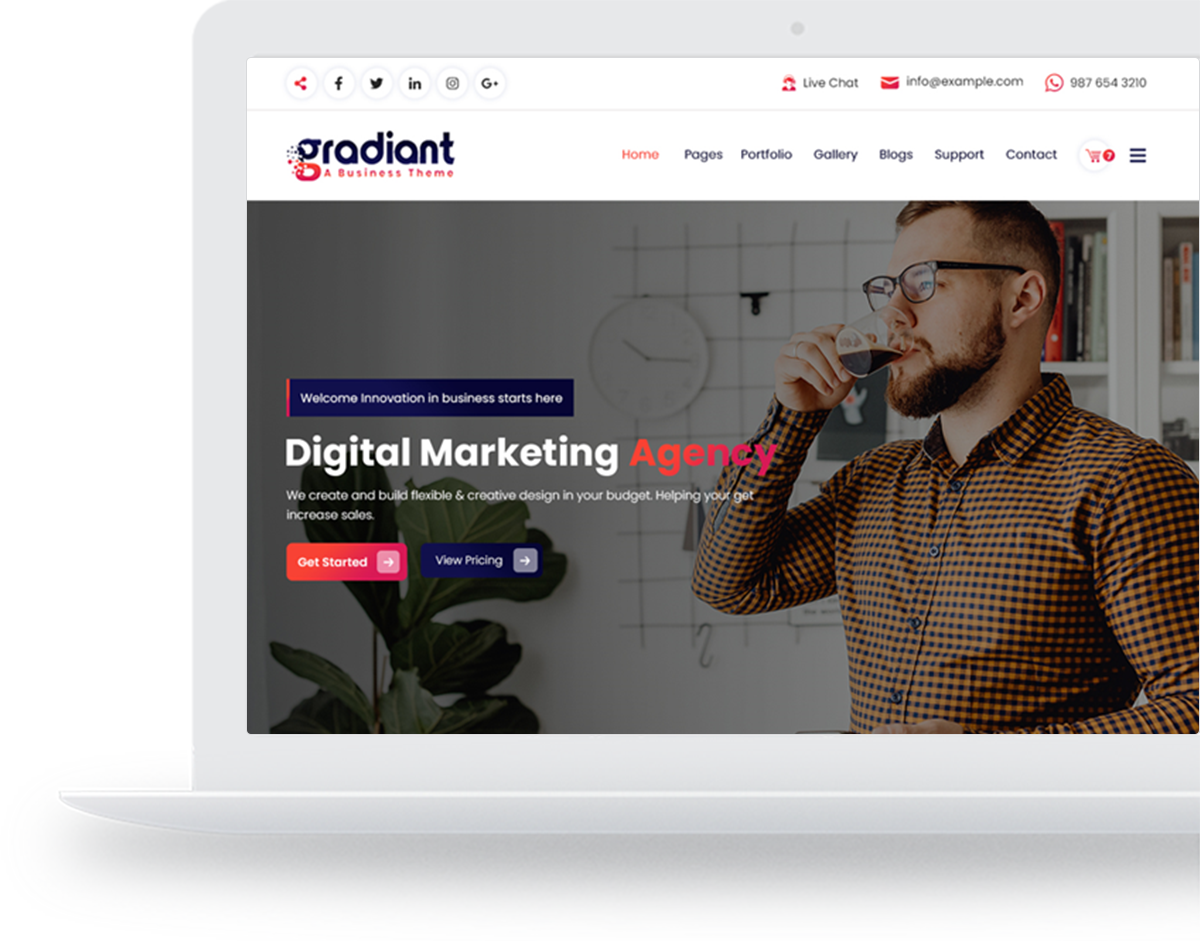 Live Chat
info@example.com
987 654 3210
gradiant
A Business Theme
Home
Pages
Portfolio
Gallery
Blogs
Support
Contact
7
Welcome Innovation in business starts here
Digital Marketing Agency
We create and build flexible & creative design in your budget. Helping your get
increase sales.
Get Started
View Pricing